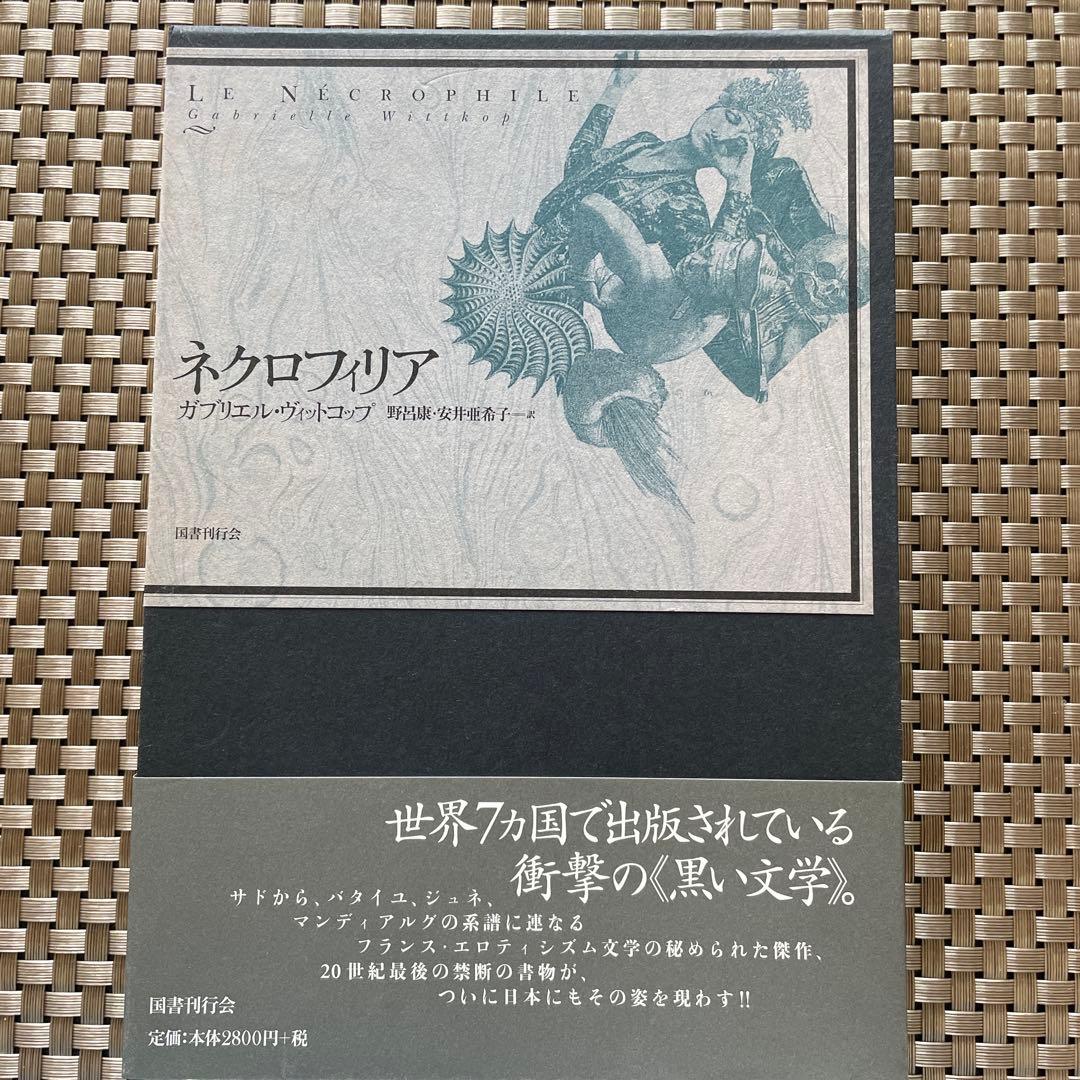 LE NÉCROPHILE
Gabrielle Wittkop
ネクロフィリア
ガブリエル・ヴィットコップ 野呂康・安井亜希子─訳
国書刊行会
世界7ヵ国で出版されている
衝撃の《黒い文学》。
サドから、バタイユ、ジュネ、
マンディアルグの系譜に連なる
フランス・エロティシズム文学の秘められた傑作、
20世紀最後の禁断の書物が、
ついに日本にもその姿を現わす!!
国書刊行会
定価:本体2800円+税